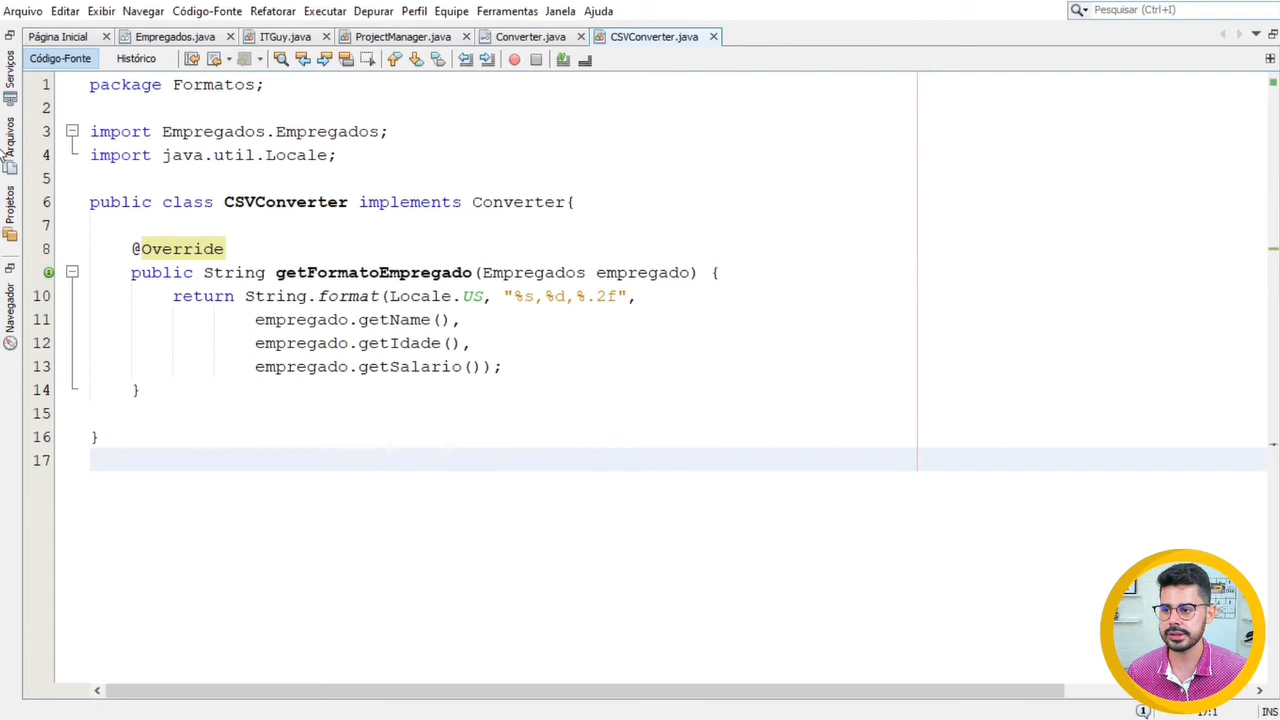 Arquivo Editar Exibir Navegar Código-Fonte Refatorar Executar Depurar Perfil Equipe Ferramentas Janela Ajuda
Pesquisar (Ctrl+I)
Página Inicial Empregados.java ITGuy.java ProjectManager.java Converter.java CSVConverter.java
Código-Fonte Histórico
Serviços
Arquivos
Projetos
Navegador
1 package Formatos;
2
3 import Empregados.Empregados;
4 import java.util.Locale;
5
6 public class CSVConverter implements Converter{
7
8 @Override
public String getFormatoEmpregado(Empregados empregado) {
10 return String.format(Locale.US, "%s,%d,%.2f",
11 empregado.getName(),
12 empregado.getIdade(),
13 empregado.getSalario());
14 }
15
16 }
17
1 17:1 INS